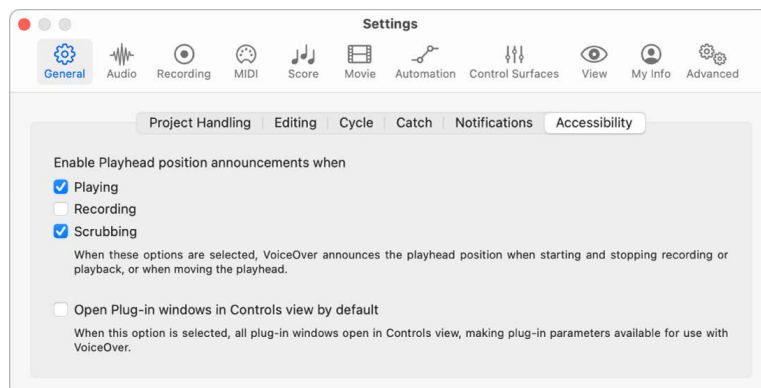 Settings
General Audio Recording MIDI Score Movie Automation Control Surfaces View My Info Advanced
Project Handling Editing Cycle Catch Notifications Accessibility
Enable Playhead position announcements when
Playing
Recording
Scrubbing
When these options are selected, VoiceOver announces the playhead position when starting and stopping recording or
playback, or when moving the playhead.
Open Plug-in windows in Controls view by default
When this option is selected, all plug-in windows open in Controls view, making plug-in parameters available for use with
VoiceOver.